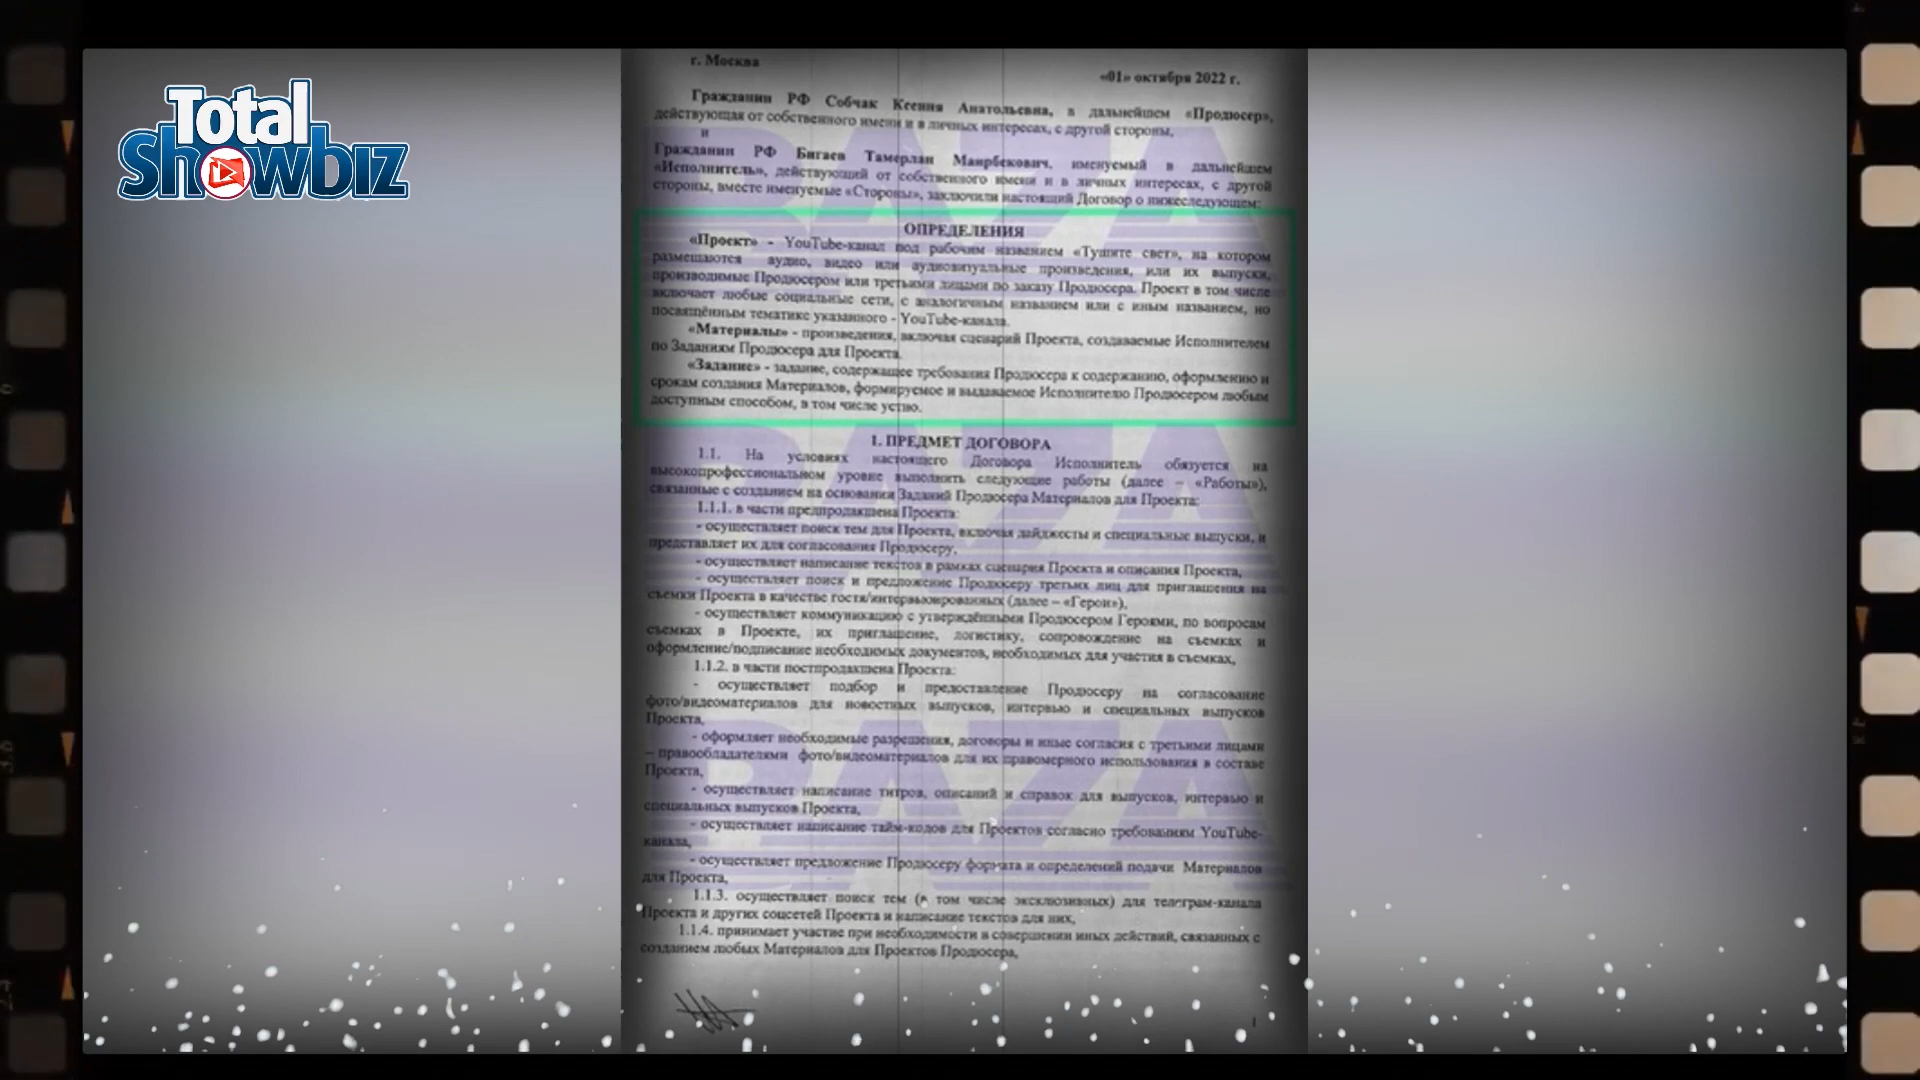 Total
Showbiz
г. Москва
«01» октября 2022 г.
Гражданин РФ Собчак Ксения Анатольевна, в дальнейшем «Продюсер»,
действующая от собственного имени и в личных интересах, с другой стороны,
и
Гражданин РФ Бигаев Тамерлан Маирбекович, именуемый в дальнейшем
«Исполнитель», действующий от собственного имени и в личных интересах, с другой
стороны, вместе именуемые «Стороны», заключили настоящий Договор о нижеследующем:
ОПРЕДЕЛЕНИЯ
«Проект» - YouTube-канал под рабочим названием «Тушите свет», на котором
размещаются аудио, видео или аудиовизуальные произведения, или их выпуски,
производимые Продюсером или третьими лицами по заказу Продюсера. Проект в том числе
включает любые социальные сети, с аналогичным названием или с иным названием, но
посвящённым тематике указанного - YouTube-канала.
«Материалы» - произведения, включая сценарий Проекта, создаваемые Исполнителем
по Заданиям Продюсера для Проекта.
«Задание» - задание, содержащее требования Продюсера к содержанию, оформлению и
срокам создания Материалов, формируемое и выдаваемое Исполнителю Продюсером любым
доступным способом, в том числе устно.
1. ПРЕДМЕТ ДОГОВОРА
1.1. На условиях настоящего Договора Исполнитель обязуется на
высокопрофессиональном уровне выполнить следующие работы (далее – «Работы»),
связанные с созданием на основании Заданий Продюсера Материалов для Проекта:
1.1.1. в части предпродакшена Проекта:
- осуществляет поиск тем для Проекта, включая дайджесты и специальные выпуски, и
представляет их для согласования Продюсеру,
- осуществляет написание текстов в рамках сценария Проекта и описания Проекта,
- осуществляет поиск и предложение Продюсеру третьих лиц для приглашения на
съемки Проекта в качестве гостя/интервьюированных (далее – «Герои»),
- осуществляет коммуникацию с утверждёнными Продюсером Героями, по вопросам
съемках в Проекте, их приглашение, логистику, сопровождение на съемках и
оформление/подписание необходимых документов, необходимых для участия в съемках,
1.1.2. в части постпродакшена Проекта:
- осуществляет подбор и предоставление Продюсеру на согласование
фото/видеоматериалов для новостных выпусков, интервью и специальных выпусков
Проекта,
- оформляет необходимые разрешения, договоры и иные согласия с третьими лицами
– правообладателями фото/видеоматериалов для их правомерного использования в составе
Проекта,
- осуществляет написание титров, описаний и справок для выпусков, интервью и
специальных выпусков Проекта,
- осуществляет написание тайм-кодов для Проектов согласно требованиям YouTube-
канала,
- осуществляет предложение Продюсеру формата и определений подачи Материалов
для Проекта,
1.1.3. осуществляет поиск тем (в том числе эксклюзивных) для телеграм-канала
Проекта и других соцсетей Проекта и написание текстов для них,
1.1.4. принимает участие при необходимости в совершении иных действий, связанных с
созданием любых Материалов для Проектов Продюсера,
1